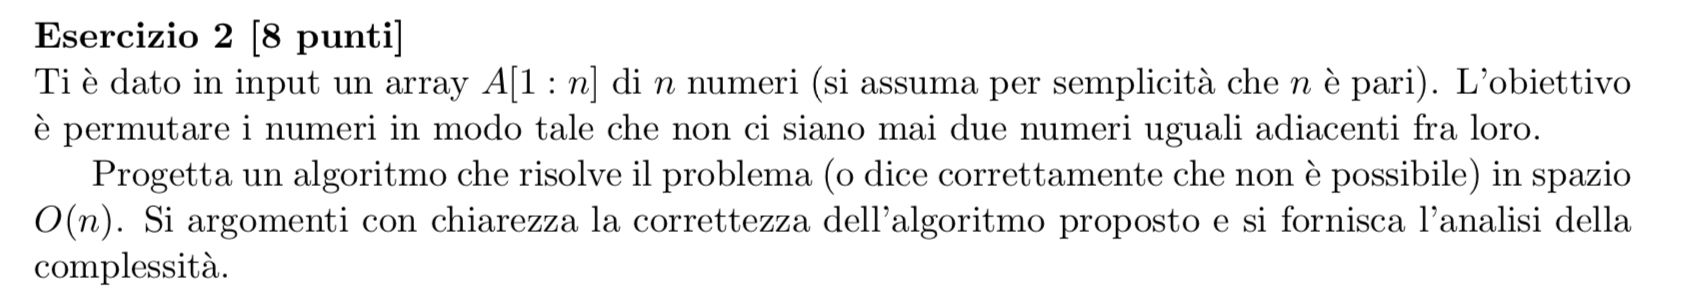 Esercizio 2 [8 punti]
Ti è dato in input un array A[1 : n] di n numeri (si assuma per semplicità che n è pari). L'obiettivo
è permutare i numeri in modo tale che non ci siano mai due numeri uguali adiacenti fra loro.
Progetta un algoritmo che risolve il problema (o dice correttamente che non è possibile) in spazio
O(n). Si argomenti con chiarezza la correttezza dell'algoritmo proposto e si fornisca l'analisi della
complessità.